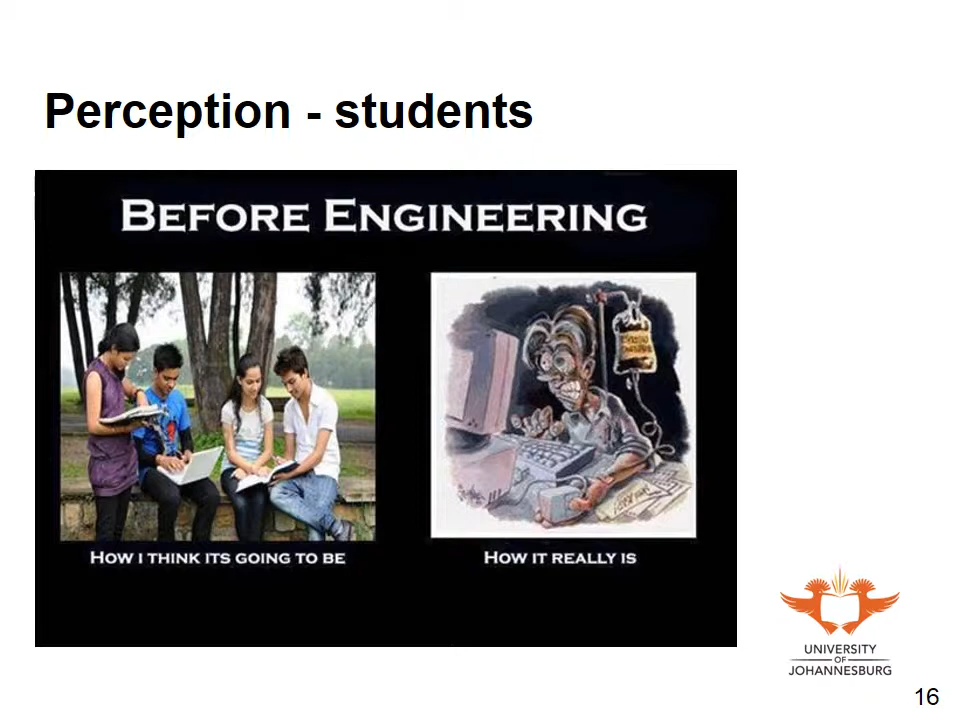 Perception - students
BEFORE ENGINEERING
HOW I THINK ITS GOING TO BE
HOW IT REALLY IS
UNIVERSITY
OF
JOHANNESBURG
16